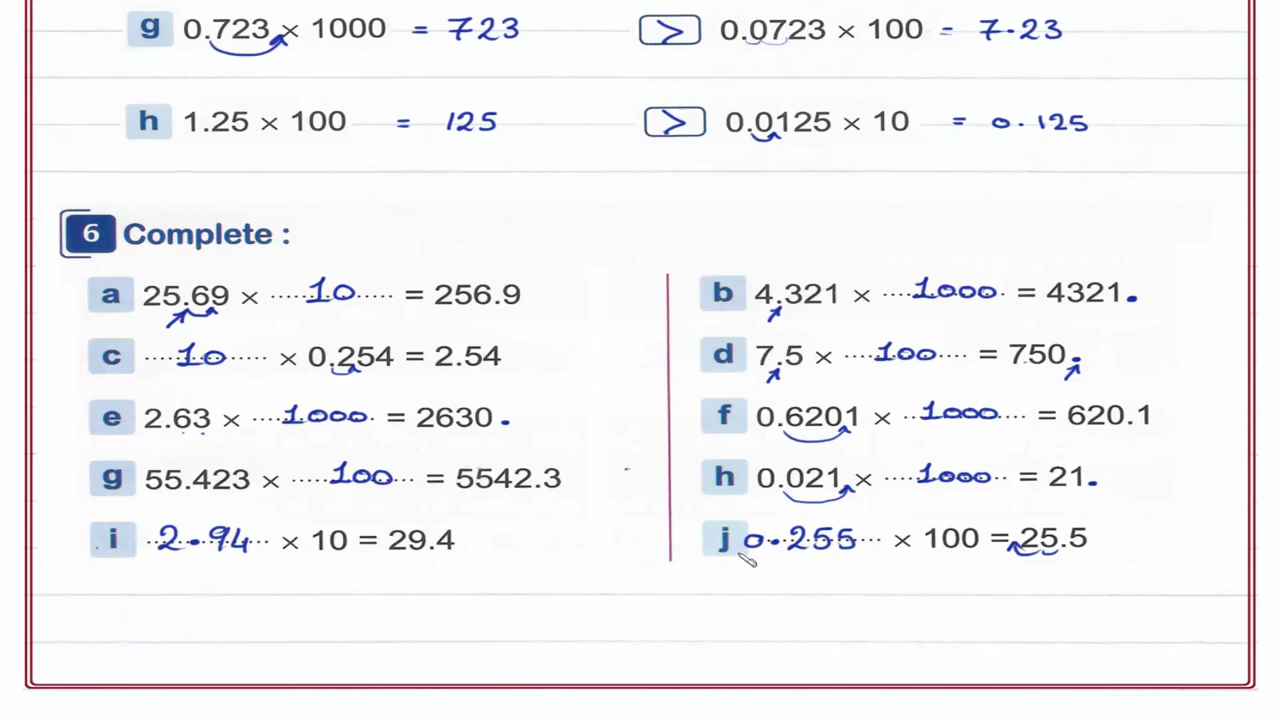 g 0.723 × 1000 = 723 > 0.0723 × 100 = 7.23
h 1.25 × 100 = 125 > 0.0125 × 10 = 0.125
6 Complete :
a 25.69 × 10 = 256.9
b 4.321 × 1000 = 4321.
c 10 × 0.254 = 2.54
d 7.5 × 100 = 750.
e 2.63 × 1000 = 2630.
f 0.6201 × 1000 = 620.1
g 55.423 × 100 = 5542.3
h 0.021 × 1000 = 21.
i 2.94 × 10 = 29.4
j 0.255 × 100 = 25.5